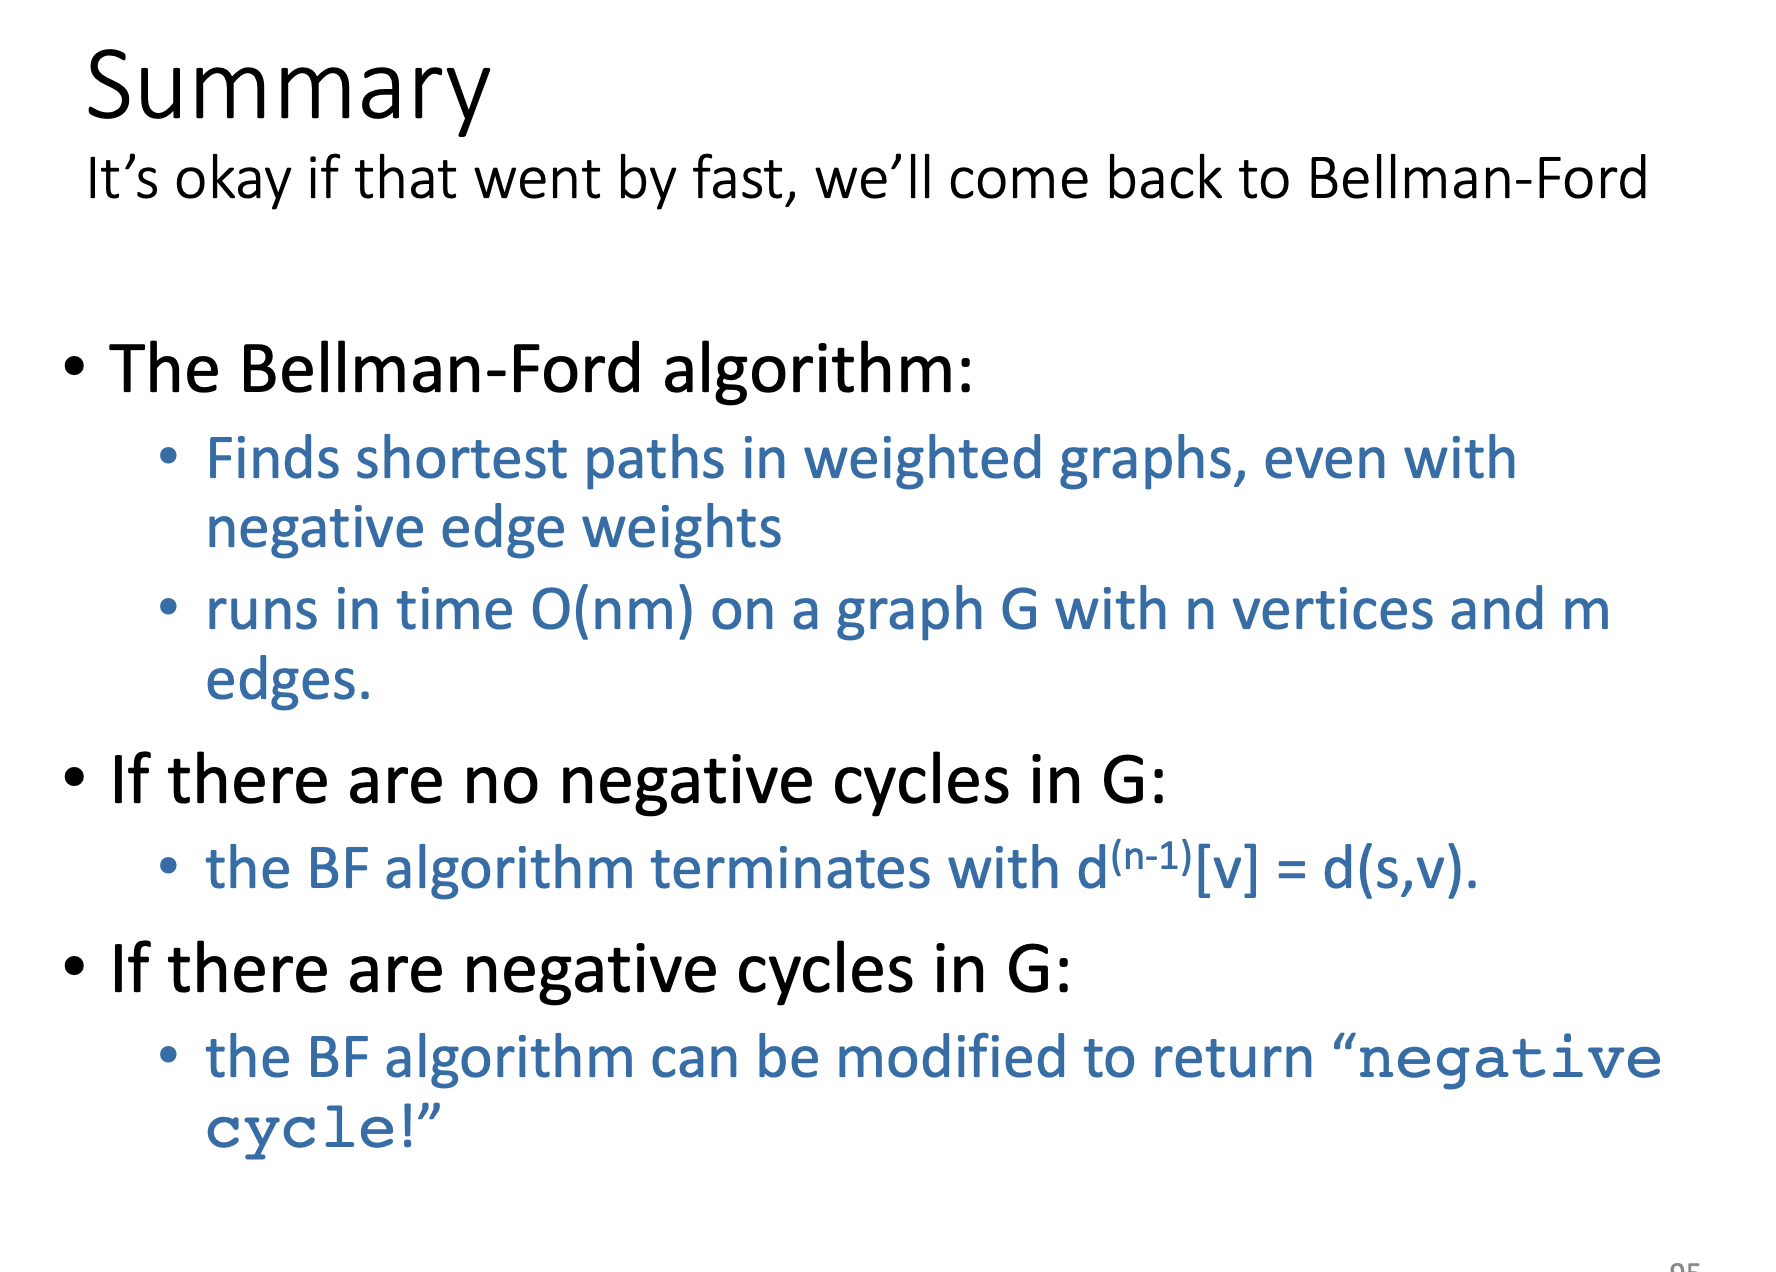 Summary
It’s okay if that went by fast, we’ll come back to Bellman-Ford
• The Bellman-Ford algorithm:
• Finds shortest paths in weighted graphs, even with
negative edge weights
• runs in time O(nm) on a graph G with n vertices and m
edges.
• If there are no negative cycles in G:
• the BF algorithm terminates with d⁽ⁿ⁻¹⁾[v] = d(s,v).
• If there are negative cycles in G:
• the BF algorithm can be modified to return “negative
cycle!”